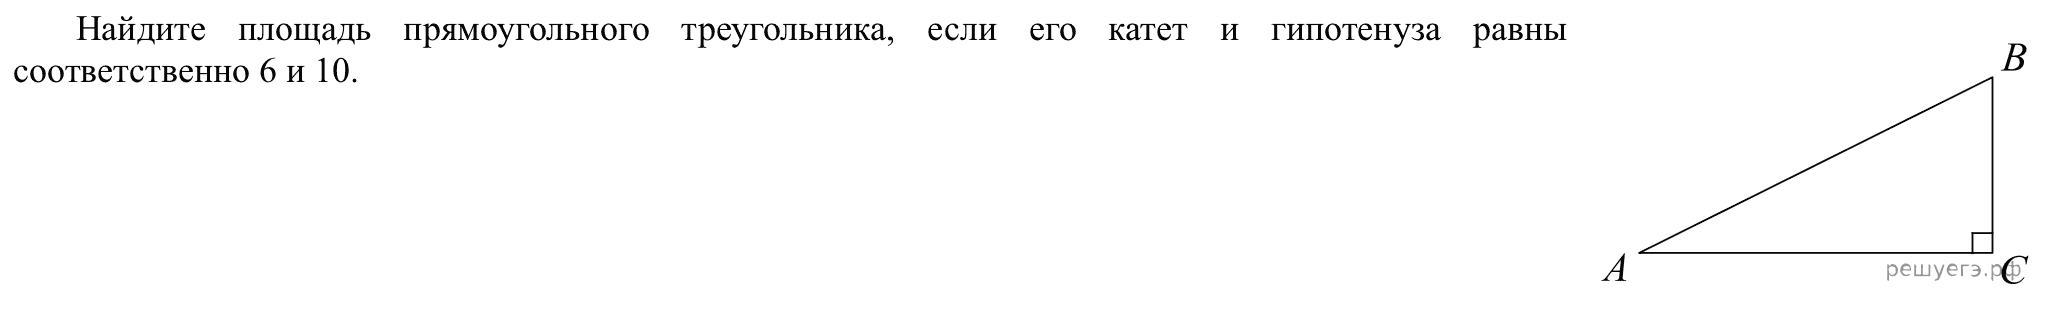 Найдите площадь прямоугольного треугольника, если его катет и гипотенуза равны
соответственно 6 и 10.
B
A
решуегэ.рф
C